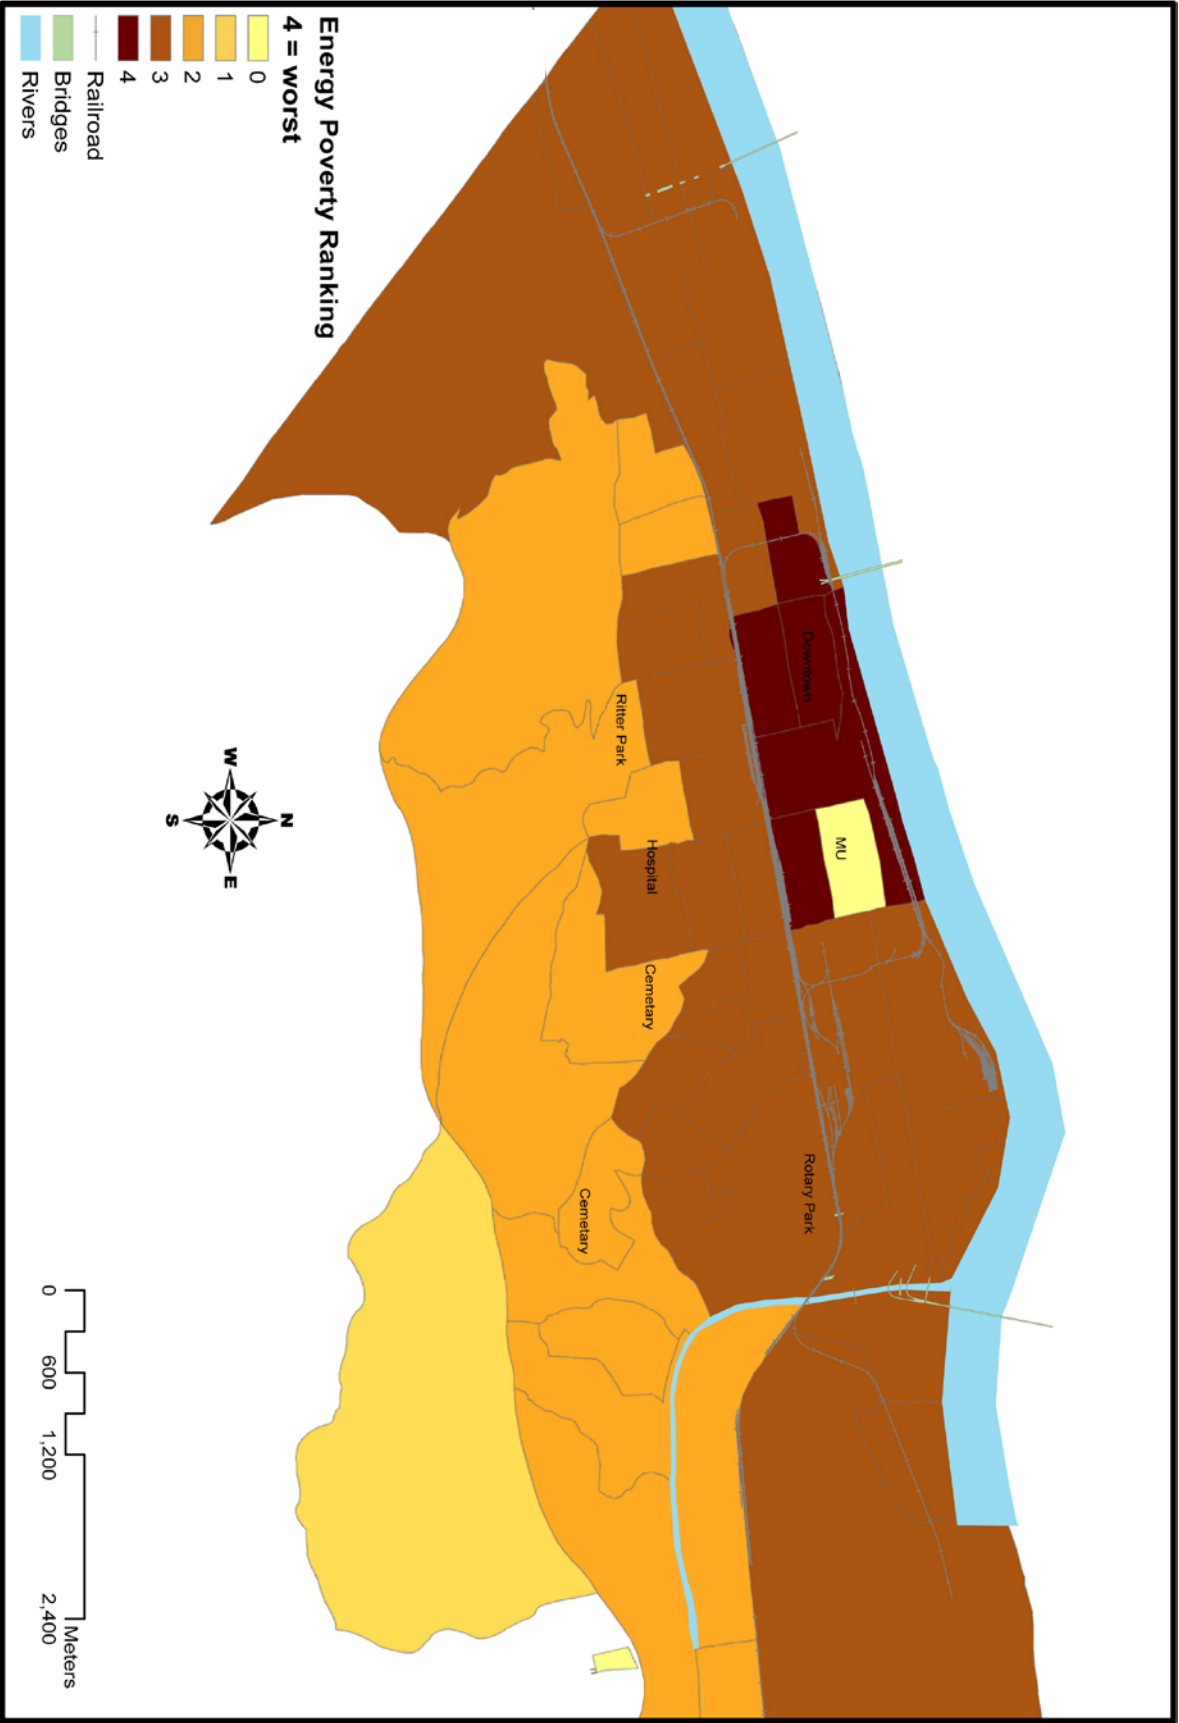 Energy Poverty Ranking
4 = worst
0
1
2
3
4
Railroad
Bridges
Rivers
Downtown
MU
Ritter Park
Hospital
Cemetary
Rotary Park
Cemetary
N
W
E
S
0
600
1,200
2,400
Meters